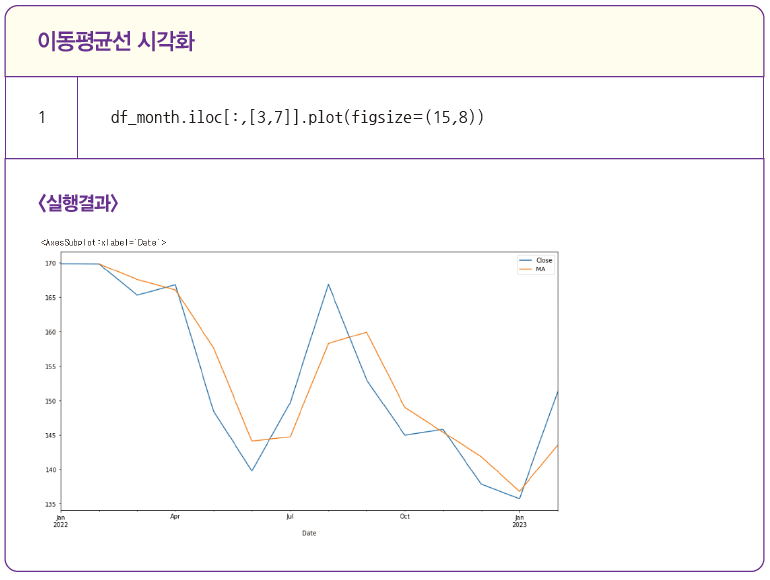 이동평균선 시각화
1 df_month.iloc[:,[3,7]].plot(figsize=(15,8))
<실행결과>
<AxesSubplot:xlabel='Date'>
Close
MA
170
165
160
155
150
145
140
135
Jan Apr Jul Oct Jan
2022 2023
Date